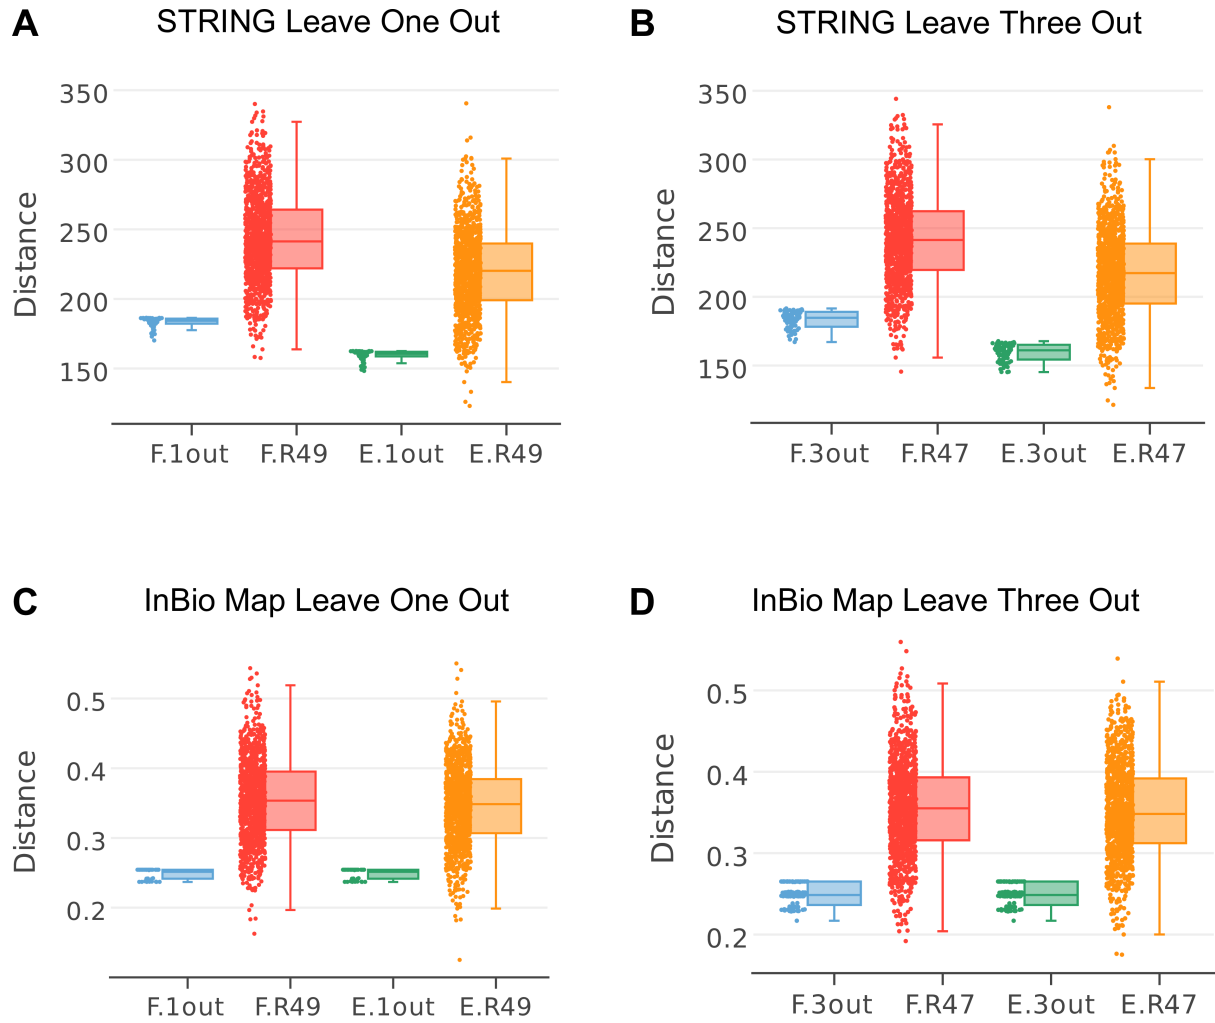 A STRING Leave One Out
350
300
250
200
150
Distance
F.1out F.R49 E.1out E.R49
B STRING Leave Three Out
350
300
250
200
150
Distance
F.3out F.R47 E.3out E.R47
C InBio Map Leave One Out
0.5
0.4
0.3
0.2
Distance
F.1out F.R49 E.1out E.R49
D InBio Map Leave Three Out
0.5
0.4
0.3
0.2
Distance
F.3out F.R47 E.3out E.R47